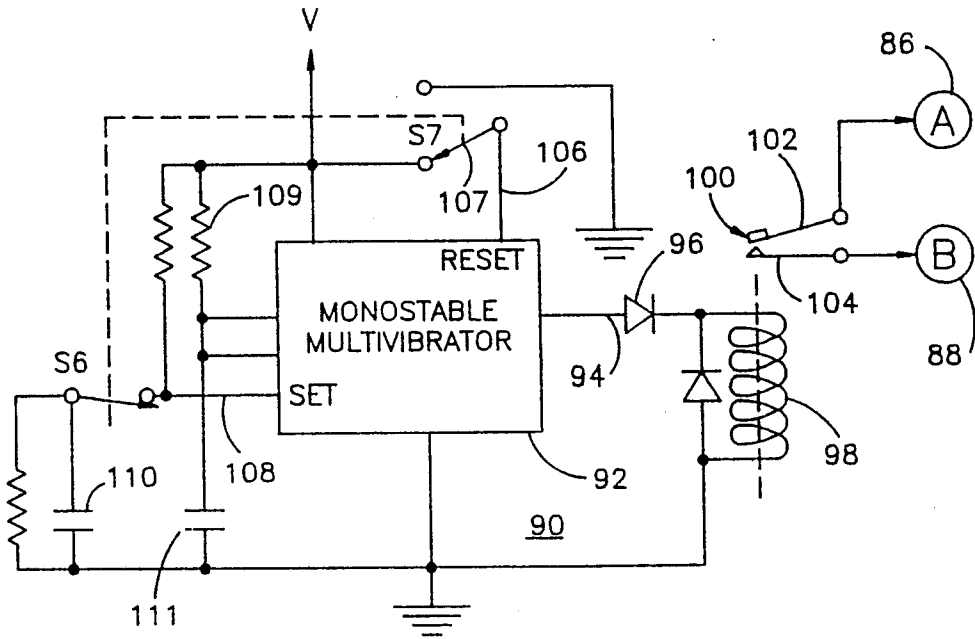 V
86
A
S7
102
106
100
109
107
RESET
96
B
MONOSTABLE
MULTIVIBRATOR
104
S6
94
88
SET
98
108
92
110
90
111